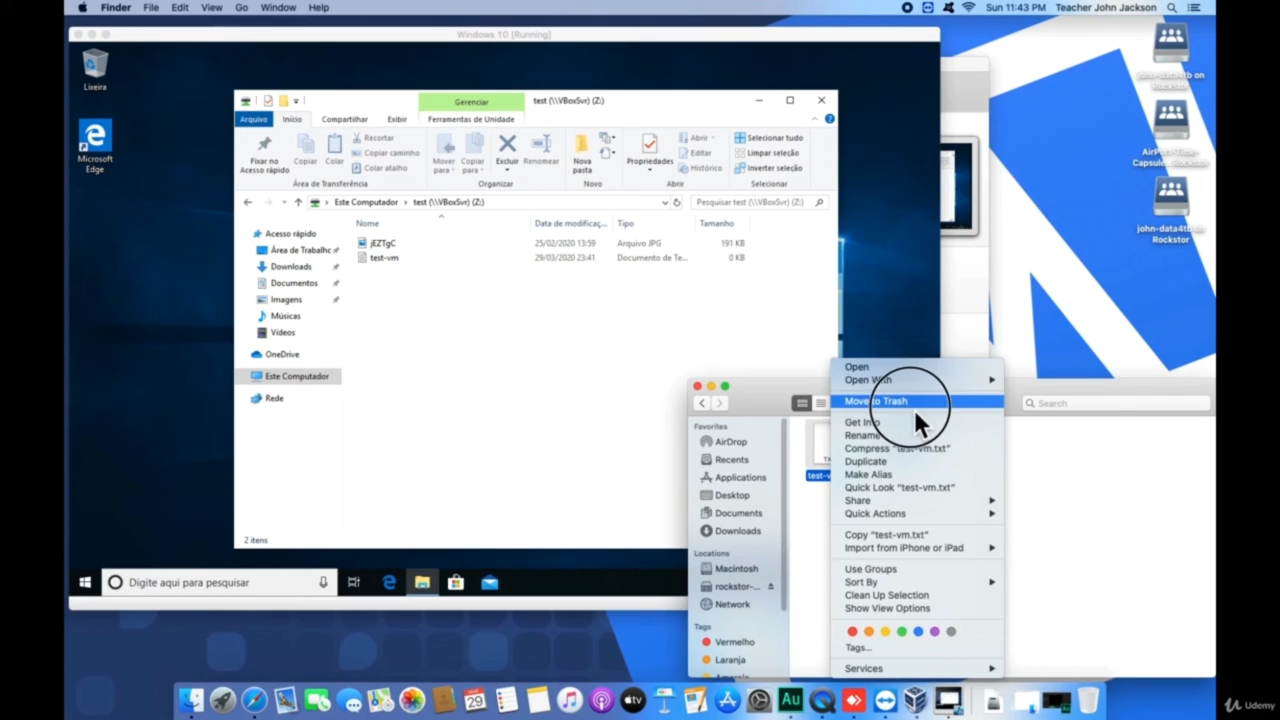 Finder File Edit View Go Window Help Sun 11:43 PM Teacher John Jackson
Windows 10 [Running]
Lixeira
Microsoft
Edge
Gerenciar test (\\VBoxSvr) (Z:)
Arquivo Início Compartilhar Exibir Ferramentas de Unidade
Fixar no
Acesso rápido
Copiar
Colar
Recortar
Copiar caminho
Colar atalho
Mover
para
Copiar
para
Excluir
Renomear
Nova
pasta
Propriedades
Abrir
Editar
Histórico
Selecionar tudo
Limpar seleção
Inverter seleção
Área de Transferência Organizar Novo Abrir Selecionar
Este Computador test (\\VBoxSvr) (Z:) Pesquisar test (\\VBoxSvr) (Z:)
Nome Data de modificaç... Tipo Tamanho
jEZTgC 25/02/2020 13:59 Arquivo JPG 191 KB
test-vm 29/03/2020 23:41 Documento de Te... 0 KB
Acesso rápido
Área de Trabalhc
Downloads
Documentos
Imagens
Músicas
Vídeos
OneDrive
Este Computador
Rede
2 itens
Digite aqui para pesquisar
john-data4tb on
Rockstor
AirPort-Time-
Capsule Rockstor
john-data4tb on
Rockstor
Search
Favorites
AirDrop
Recents
Applications
Desktop
Documents
Downloads
Locations
Macintosh
rockstor-...
Network
Tags
Vermelho
Laranja
Open
Open With
Move to Trash
Get Info
Rename
Compress "test-vm.txt"
Duplicate
Make Alias
Quick Look "test-vm.txt"
Share
Quick Actions
Copy "test-vm.txt"
Import from iPhone or iPad
Use Groups
Sort By
Clean Up Selection
Show View Options
Tags...
Services
29
tv
Au
Udemy